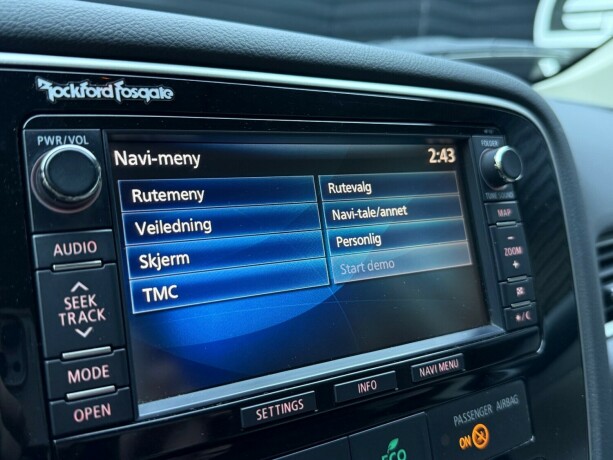 Rockford Fosgate
PWR/VOL
FOLDER
Navi-meny
2:43
Rutemeny
Rutevalg
Veiledning
Navi-tale/annet
Skjerm
Personlig
TMC
Start demo
AUDIO
SEEK
TRACK
MODE
OPEN
MAP
-
ZOOM
+
SETTINGS
INFO
NAVI MENU
ECO
PASSENGER AIRBAG
ON